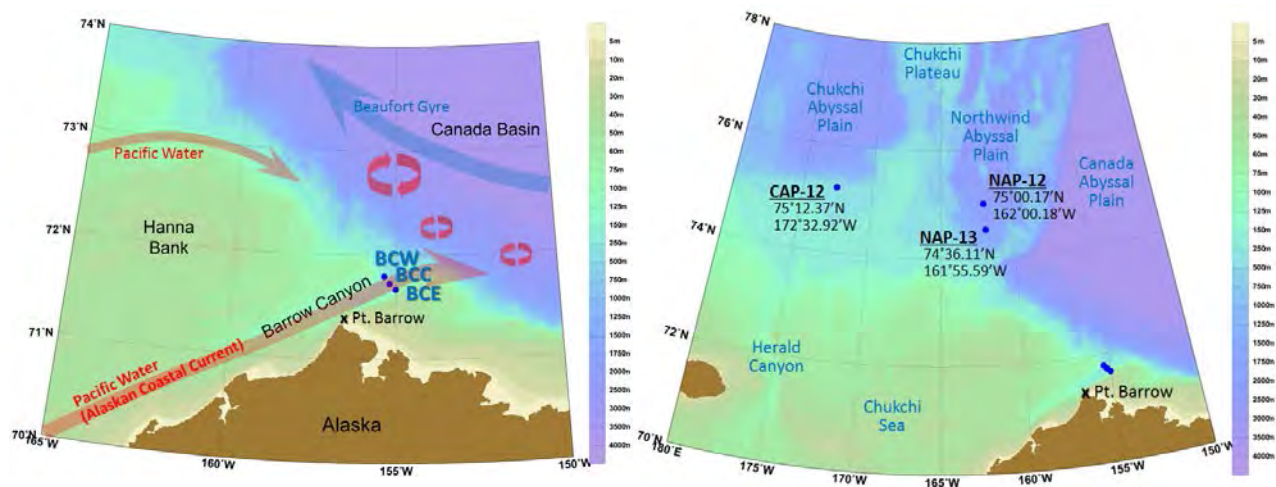 74˚N
73˚N
72˚N
71˚N
70˚N
165˚W
160˚W
155˚W
150˚W
Beaufort Gyre
Canada Basin
Pacific Water
Hanna
Bank
BCW
BCC
BCE
Barrow Canyon
Pt. Barrow
Pacific Water
(Alaskan Coastal Current)
Alaska
5m
10m
20m
30m
40m
50m
60m
75m
100m
125m
150m
250m
500m
750m
1000m
1250m
1500m
1750m
2000m
2500m
3000m
3500m
4000m
78˚N
76˚N
74˚N
72˚N
70˚N
180˚E
175˚W
170˚W
165˚W
160˚W
155˚W
150˚W
Chukchi
Plateau
Chukchi
Abyssal
Plain
Northwind
Abyssal
Plain
Canada
Abyssal
Plain
CAP-12
75˚12.37'N
172˚32.92'W
NAP-12
75˚00.17'N
162˚00.18'W
NAP-13
74˚36.11'N
161˚55.59'W
Herald
Canyon
Chukchi
Sea
Pt. Barrow
5m
10m
20m
30m
40m
50m
60m
75m
100m
125m
150m
250m
500m
750m
1000m
1250m
1500m
1750m
2000m
2500m
3000m
3500m
4000m